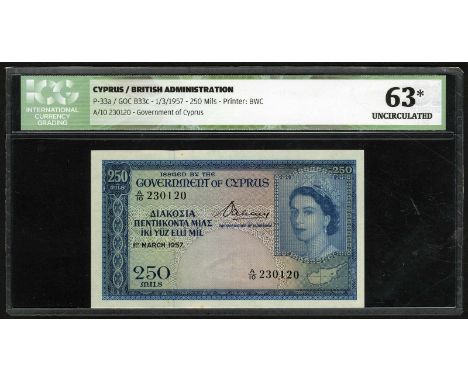 ICG
INTERNATIONAL
CURRENCY
GRADING
CYPRUS / BRITISH ADMINISTRATION
P-33a / GOC B33c - 1/3/1957 - 250 Mils - Printer: BWC
A/10 230120 - Government of Cyprus
63*
UNCIRCULATED
250
MILS
ISSUED BY THE
GOVERNMENT OF CYPRUS
250
A/10 230120
ΔΙΑΚΟΣΙΑ
ΠΕΝΤΗΚΟΝΤΑ ΜΙΛΣ
IKI YÜZ ELLI MIL
1ST MARCH 1957
250
MILS
A/10 230120